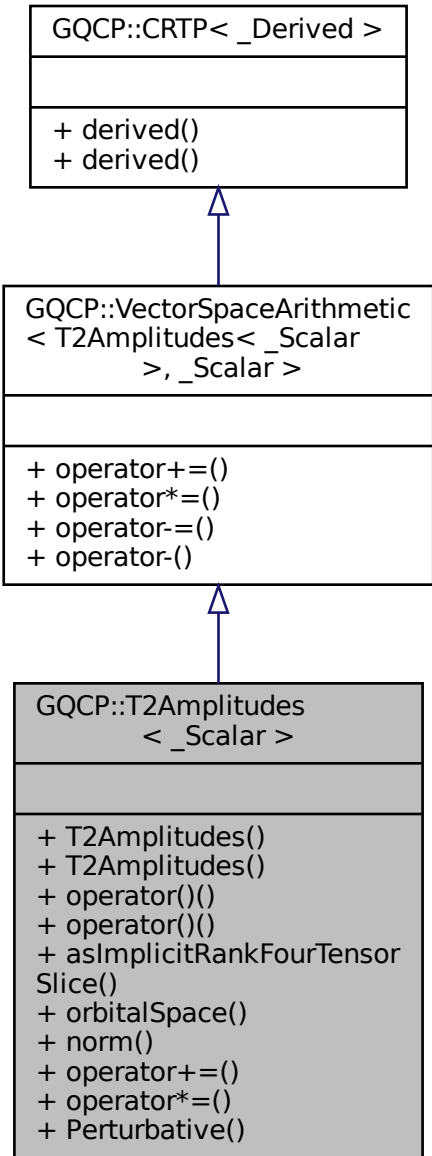 GQCP::CRTP< _Derived >
+ derived()
+ derived()
GQCP::VectorSpaceArithmetic
< T2Amplitudes< _Scalar
>, _Scalar >
+ operator+=()
+ operator*=()
+ operator-=()
+ operator-()
GQCP::T2Amplitudes
< _Scalar >
+ T2Amplitudes()
+ T2Amplitudes()
+ operator()()
+ operator()()
+ asImplicitRankFourTensor
Slice()
+ orbitalSpace()
+ norm()
+ operator+=()
+ operator*=()
+ Perturbative()